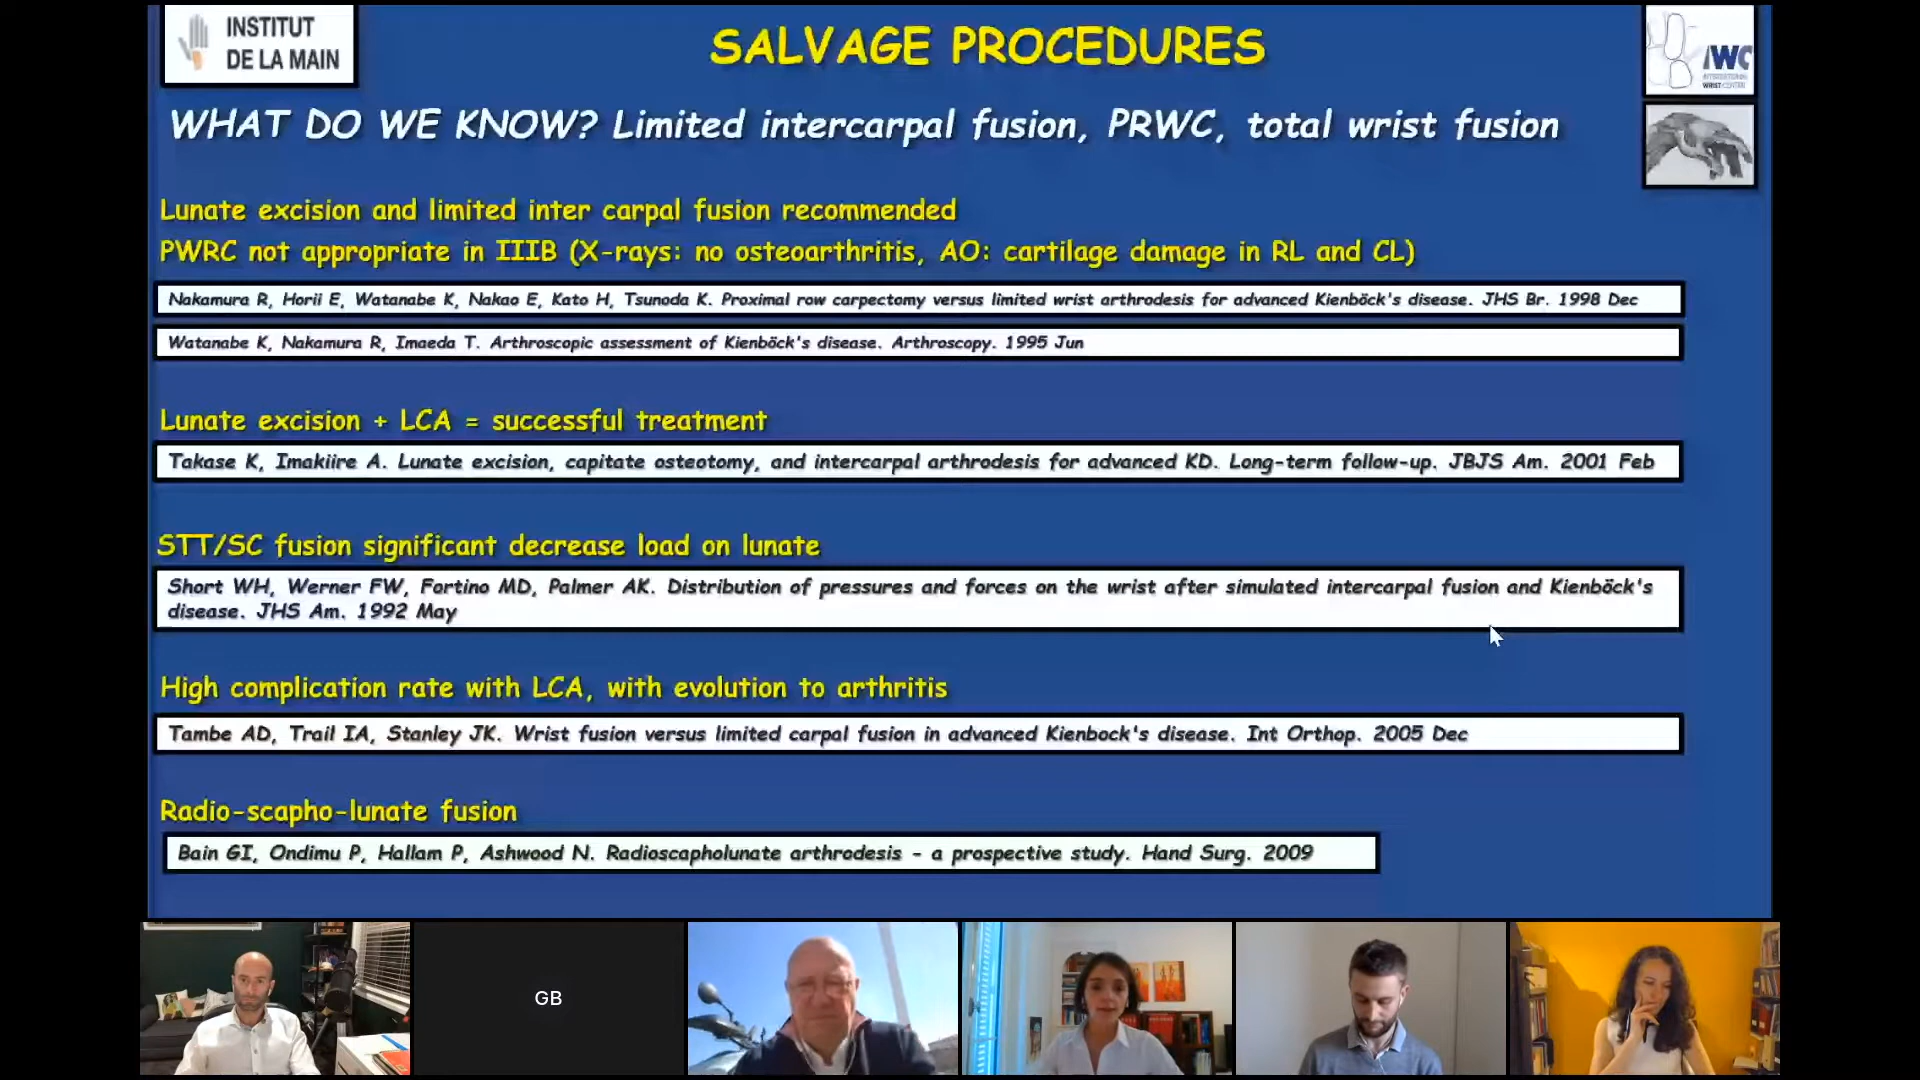 INSTITUT
DE LA MAIN
SALVAGE PROCEDURES
IWC
WRIST CENTER
WHAT DO WE KNOW? Limited intercarpal fusion, PRWC, total wrist fusion
Lunate excision and limited inter carpal fusion recommended
PWRC not appropriate in IIIB (X-rays: no osteoarthritis, AO: cartilage damage in RL and CL)
Nakamura R, Horii E, Watanabe K, Nakao E, Kato H, Tsunoda K. Proximal row carpectomy versus limited wrist arthrodesis for advanced Kienböck's disease. JHS Br. 1998 Dec
Watanabe K, Nakamura R, Imaeda T. Arthroscopic assessment of Kienböck's disease. Arthroscopy. 1995 Jun
Lunate excision + LCA = successful treatment
Takase K, Imakiire A. Lunate excision, capitate osteotomy, and intercarpal arthrodesis for advanced KD. Long-term follow-up. JBJS Am. 2001 Feb
STT/SC fusion significant decrease load on lunate
Short WH, Werner FW, Fortino MD, Palmer AK. Distribution of pressures and forces on the wrist after simulated intercarpal fusion and Kienböck's
disease. JHS Am. 1992 May
High complication rate with LCA, with evolution to arthritis
Tambe AD, Trail IA, Stanley JK. Wrist fusion versus limited carpal fusion in advanced Kienbock's disease. Int Orthop. 2005 Dec
Radio-scapho-lunate fusion
Bain GI, Ondimu P, Hallam P, Ashwood N. Radioscapholunate arthrodesis - a prospective study. Hand Surg. 2009
GB